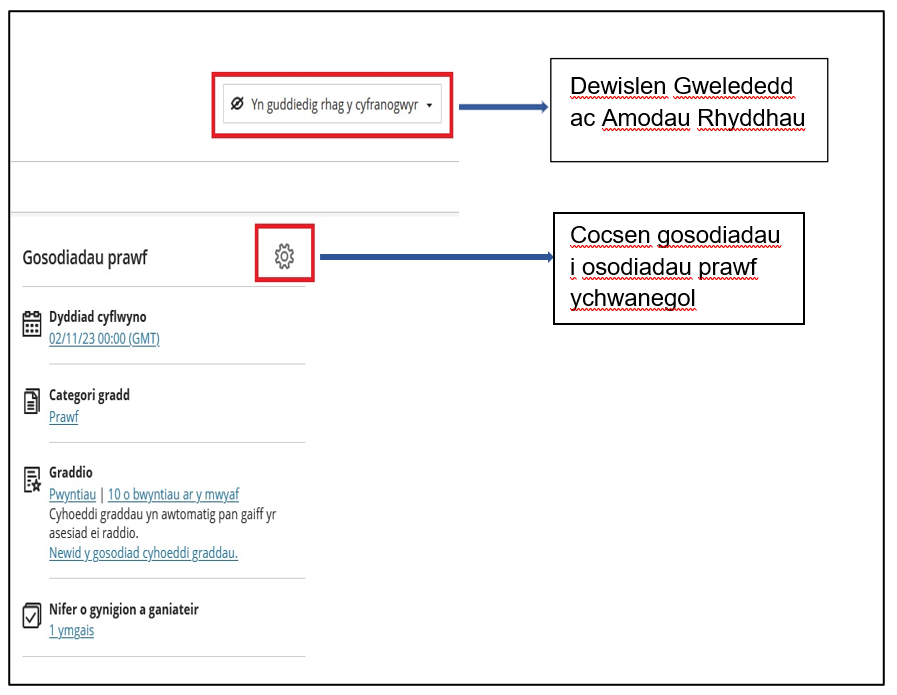 Yn guddiedig rhag y cyfranogwyr
Dewislen Gwelededd
ac Amodau Rhyddhau
Gosodiadau prawf
Cocsen gosodiadau
i osodiadau prawf
ychwanegol
Dyddiad cyflwyno
02/11/23 00:00 (GMT)
Categori gradd
Prawf
Graddio
Pwyntiau | 10 o bwyntiau ar y mwyaf
Cyhoeddi graddau yn awtomatig pan gaiff yr
asesiad ei raddio.
Newid y gosodiad cyhoeddi graddau.
Nifer o gynigion a ganiateir
1 ymgais